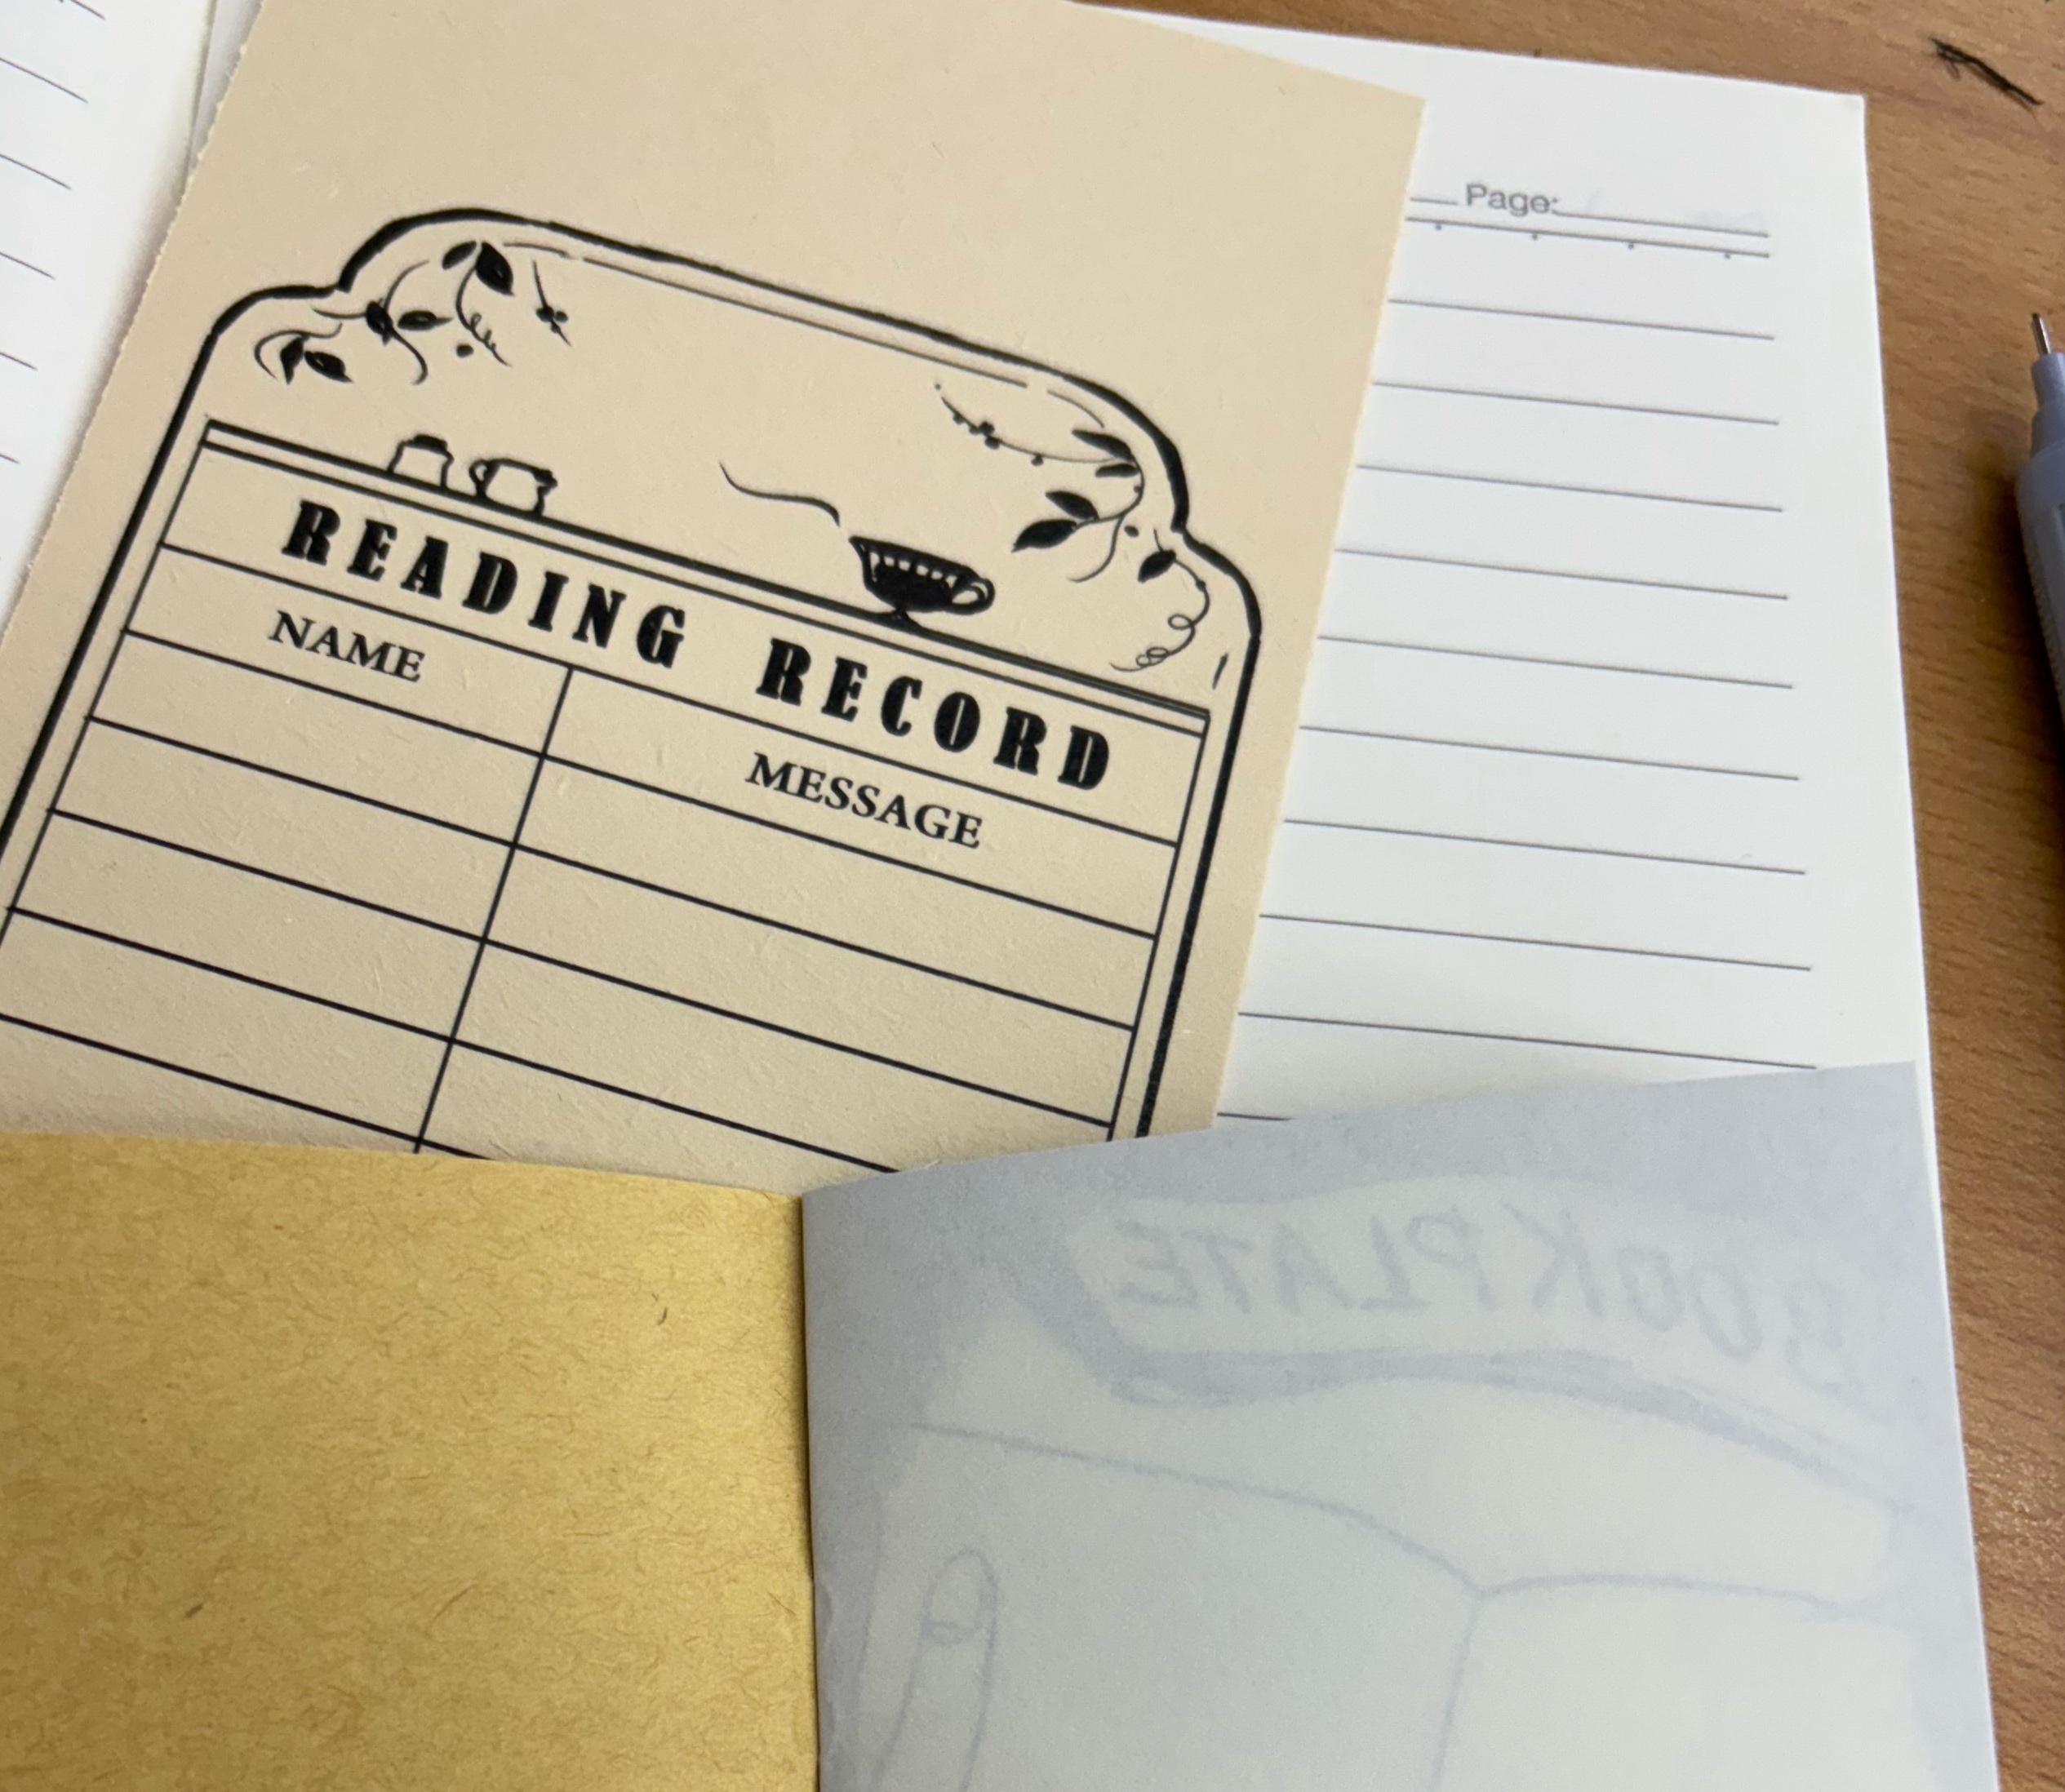 Page:
READING RECORD
NAME MESSAGE
BOOKPLATE